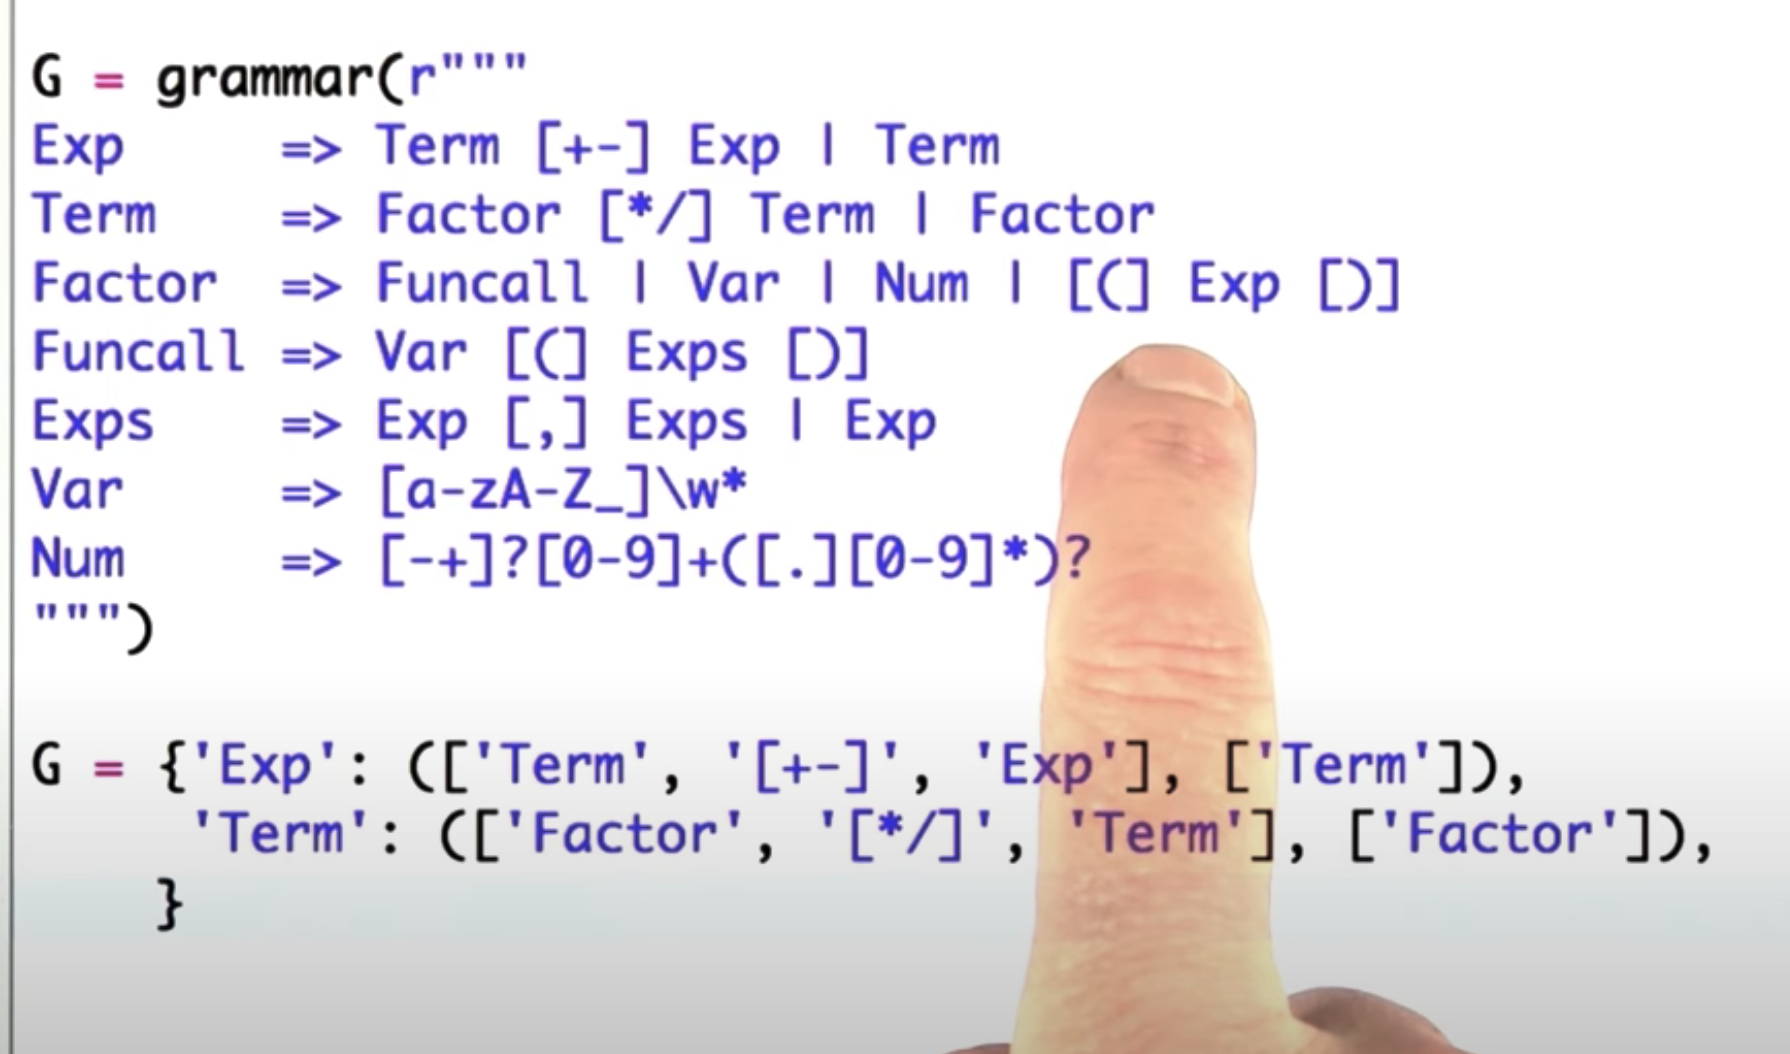 G = grammar(r"""
Exp     => Term [+-] Exp | Term
Term    => Factor [*/] Term | Factor
Factor  => Funcall | Var | Num | [(] Exp [)]
Funcall => Var [(] Exps [)]
Exps    => Exp [,] Exps | Exp
Var     => [a-zA-Z_]\w*
Num     => [-+]?[0-9]+([.][0-9]*)?
""")
G = {'Exp': (['Term', '[+-]', 'Exp'], ['Term']),
     'Term': (['Factor', '[*/]', 'Term'], ['Factor']),
    }